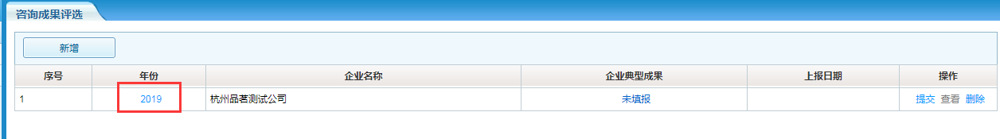 咨询成果评选
新增
序号 年份 企业名称 企业典型成果 上报日期 操作
1 2019 杭州品茗测试公司 未填报 提交 查看 删除